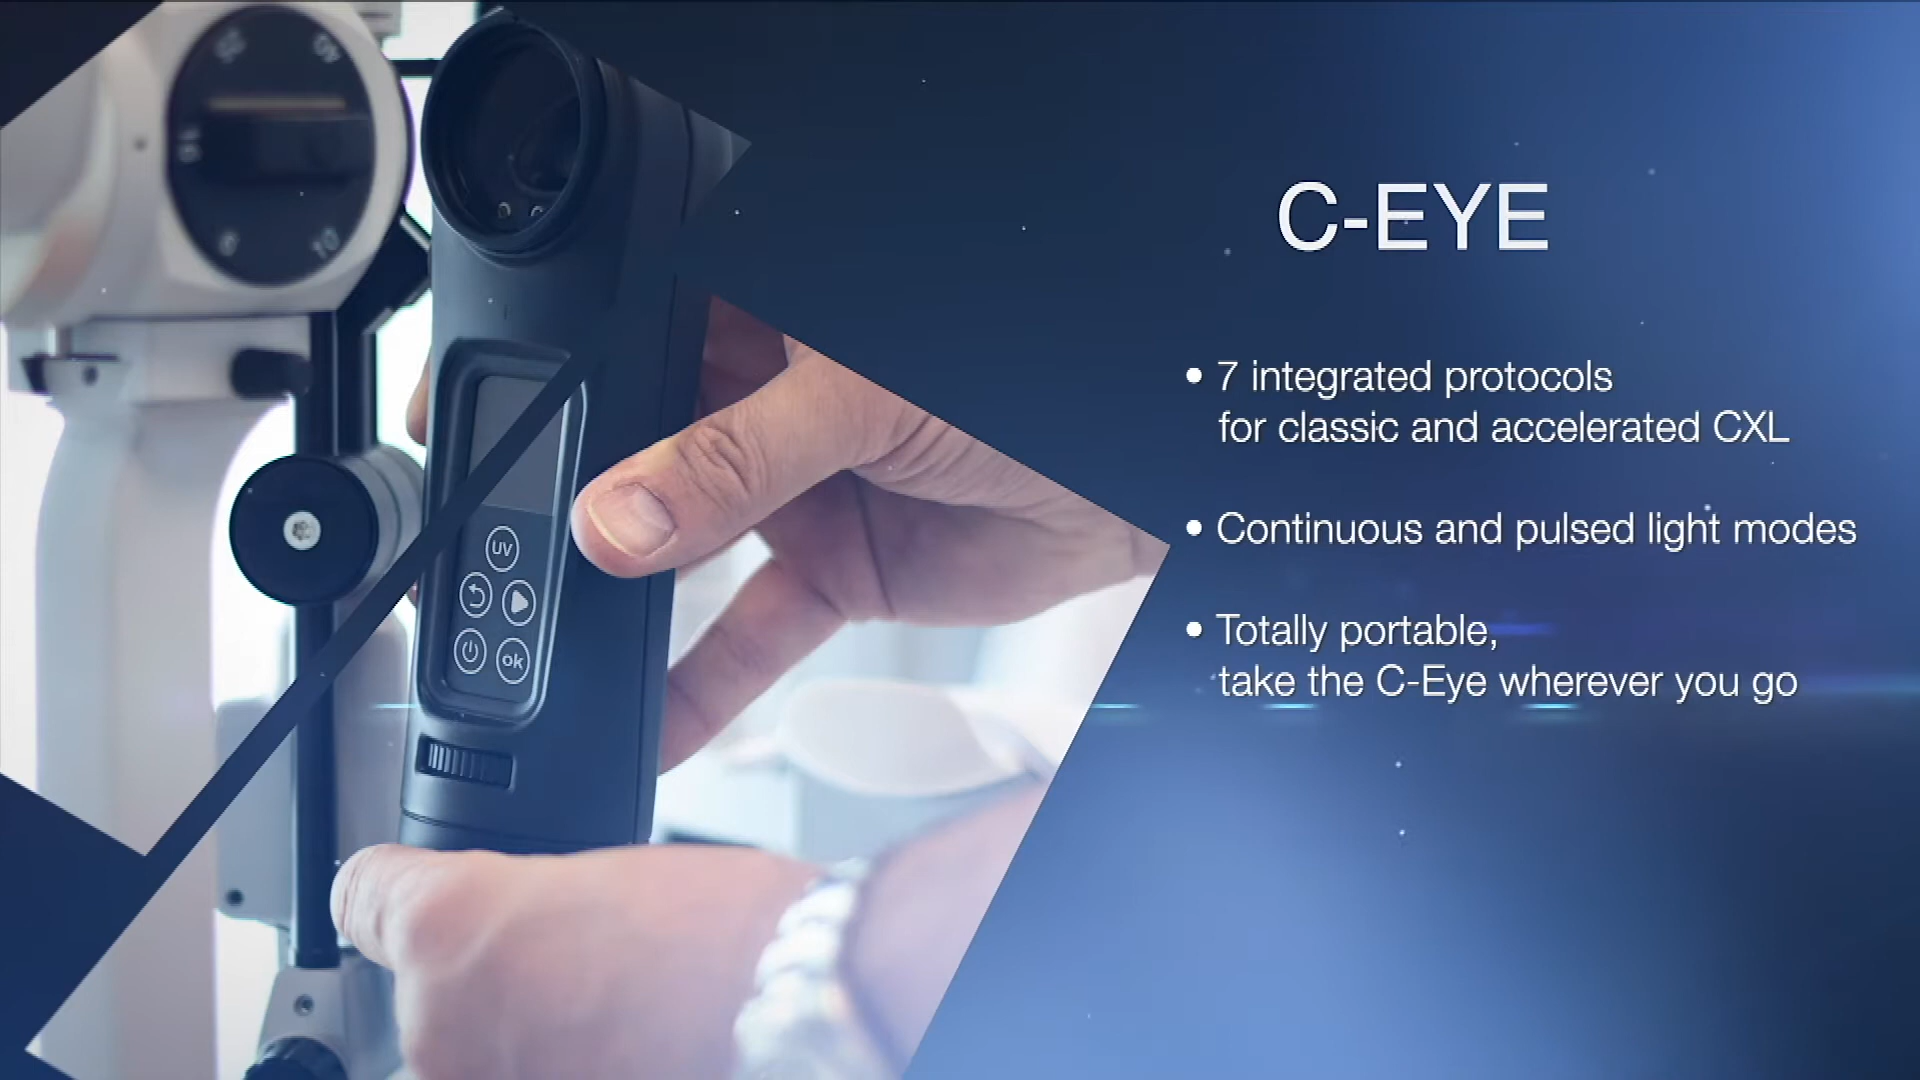 C-EYE
• 7 integrated protocols
for classic and accelerated CXL
• Continuous and pulsed light modes
• Totally portable,
take the C-Eye wherever you go
UV
ok
10